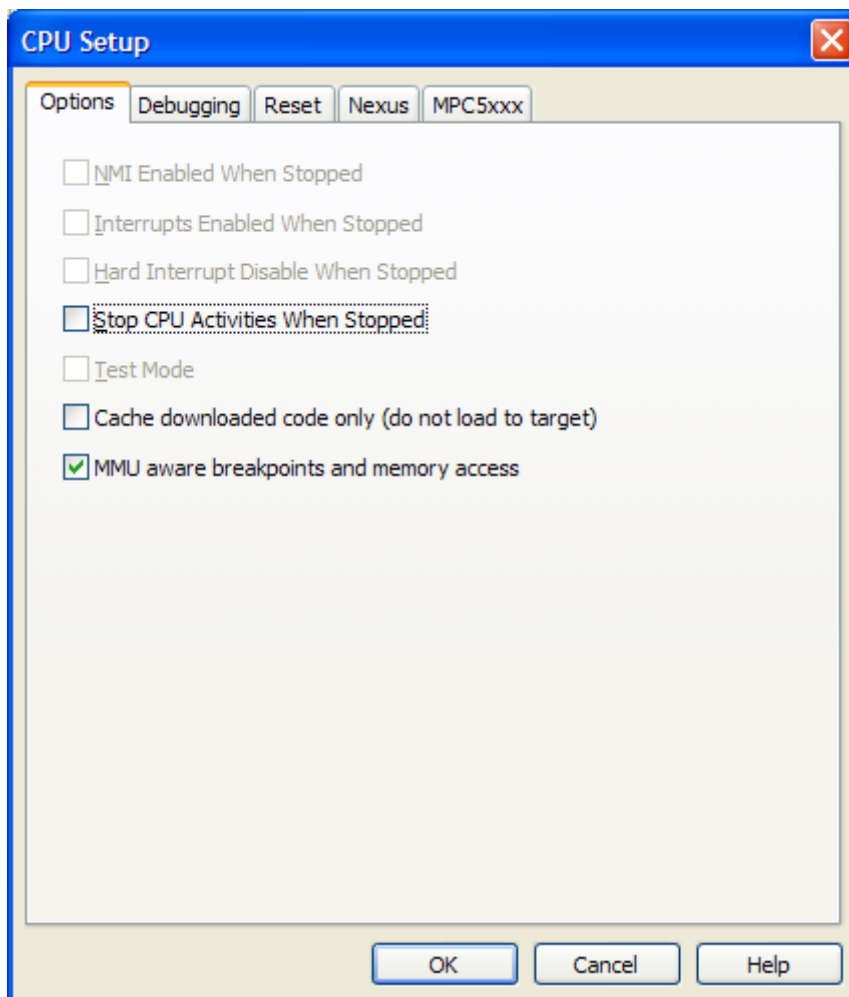 CPU Setup
Options Debugging Reset Nexus MPC5xxx
NMI Enabled When Stopped
Interrupts Enabled When Stopped
Hard Interrupt Disable When Stopped
Stop CPU Activities When Stopped
Test Mode
Cache downloaded code only (do not load to target)
MMU aware breakpoints and memory access
OK Cancel Help